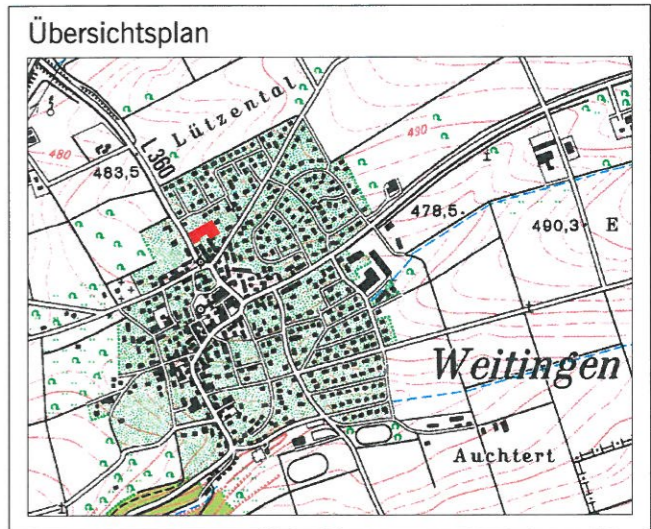 Übersichtsplan
Lützental
L 360
490
480
483,5
478,5
490,3
E
Weitingen
Auchtert